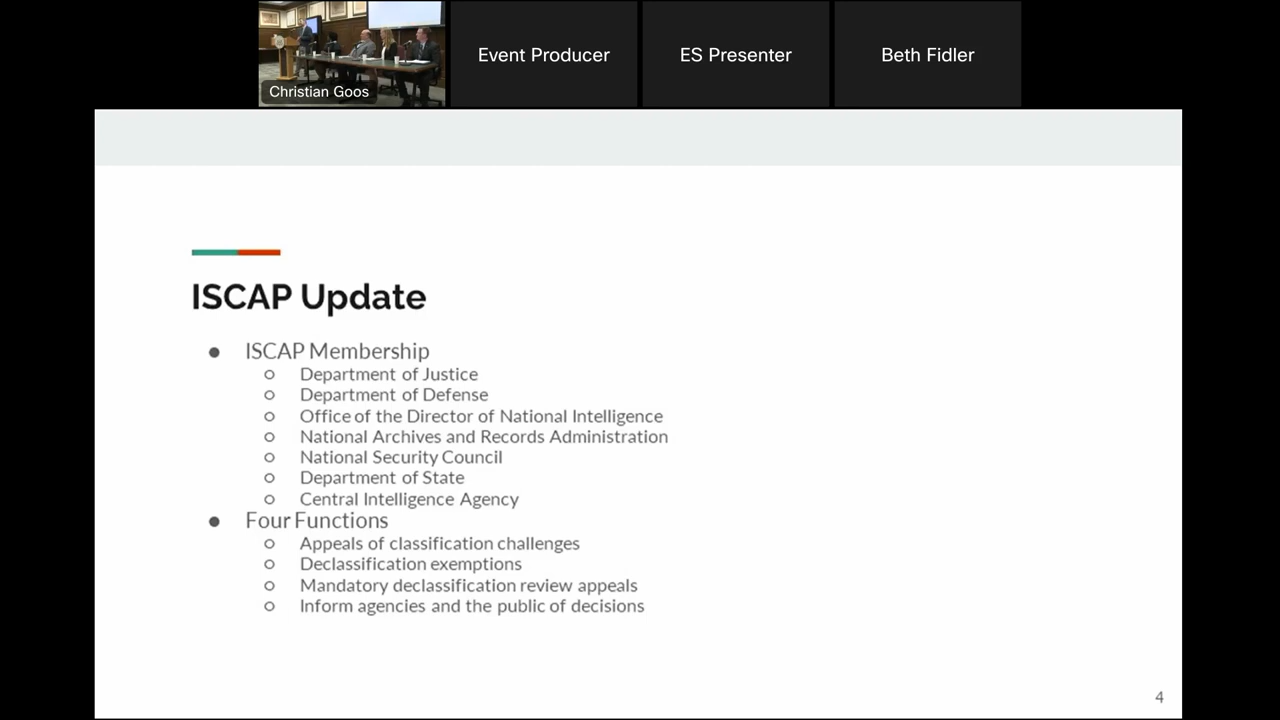 Christian Goos
Event Producer
ES Presenter
Beth Fidler
ISCAP Update
● ISCAP Membership
○ Department of Justice
○ Department of Defense
○ Office of the Director of National Intelligence
○ National Archives and Records Administration
○ National Security Council
○ Department of State
○ Central Intelligence Agency
● Four Functions
○ Appeals of classification challenges
○ Declassification exemptions
○ Mandatory declassification review appeals
○ Inform agencies and the public of decisions
4